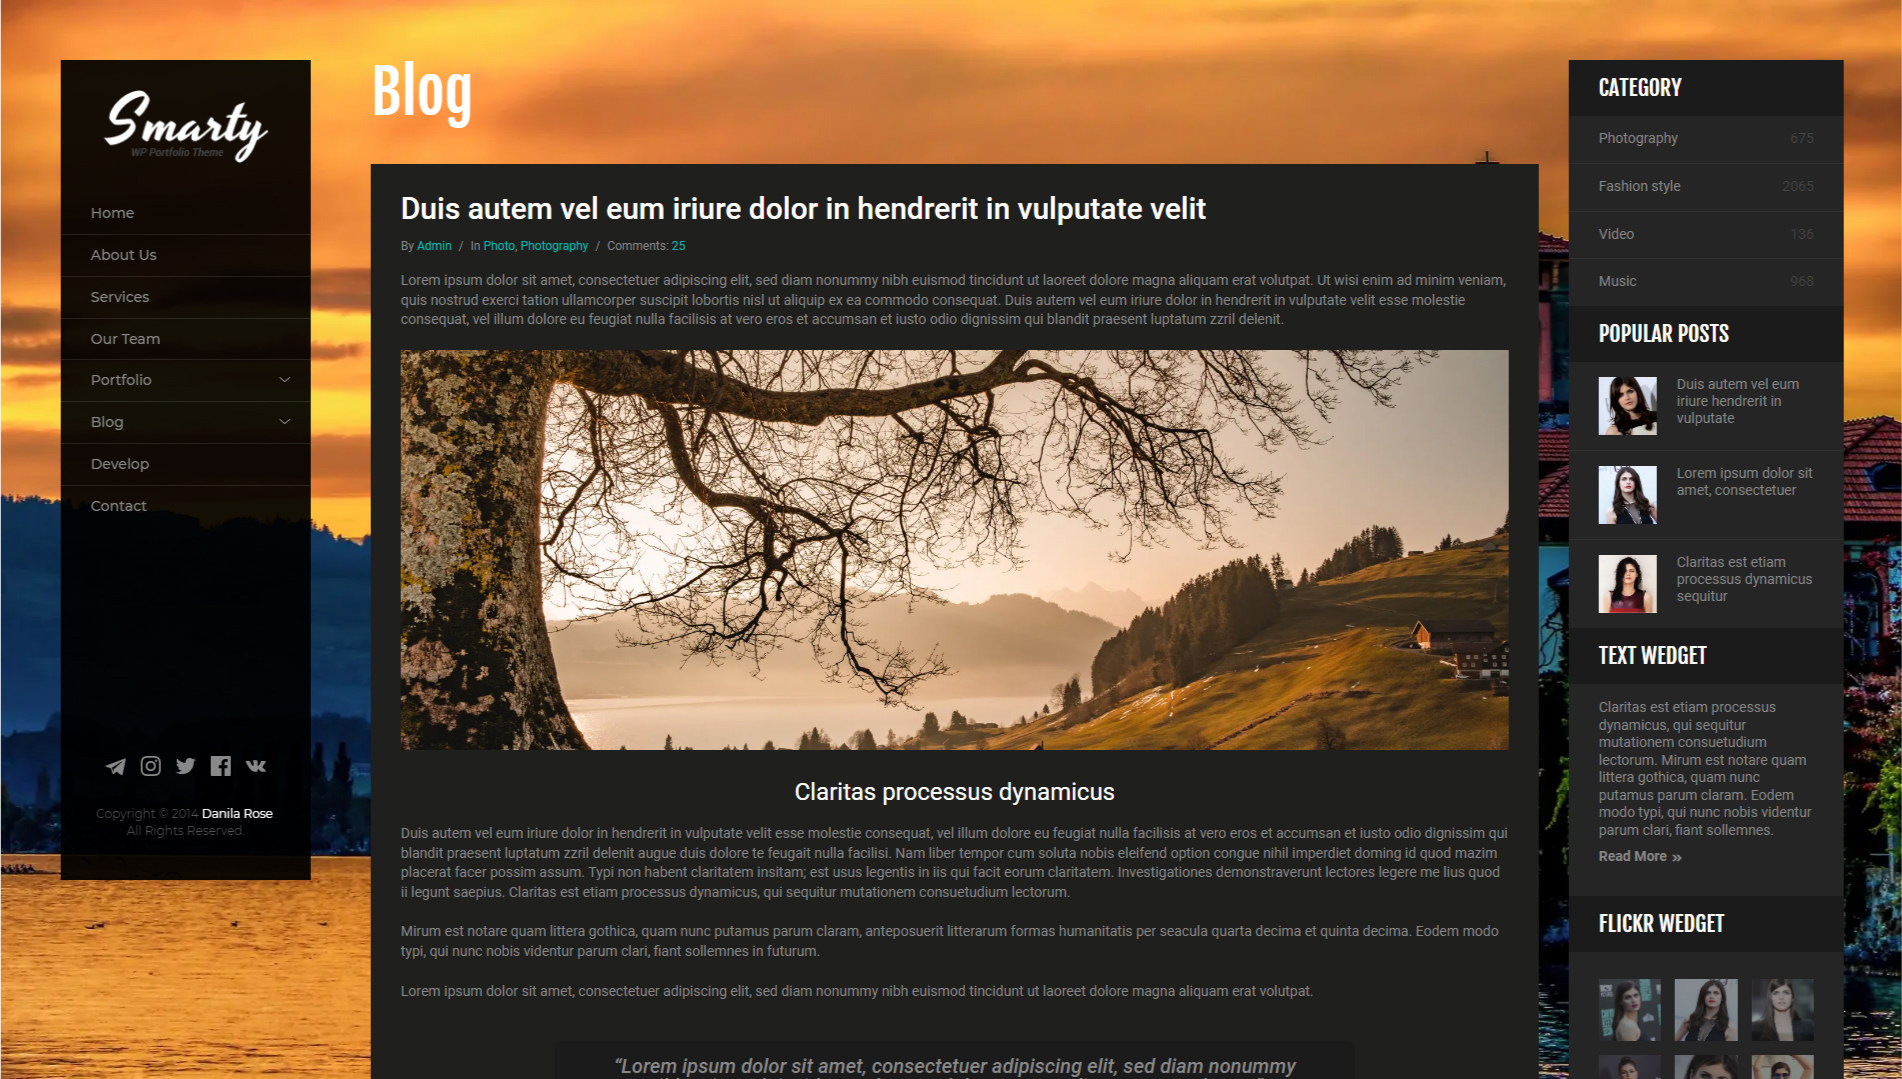 Smarty
WP Portfolio Theme
Home
About Us
Services
Our Team
Portfolio
Blog
Develop
Contact
Copyright © 2014 Danila Rose
All Rights Reserved.
Blog
Duis autem vel eum iriure dolor in hendrerit in vulputate velit
By Admin / In Photo, Photography / Comments: 25
Lorem ipsum dolor sit amet, consectetuer adipiscing elit, sed diam nonummy nibh euismod tincidunt ut laoreet dolore magna aliquam erat volutpat. Ut wisi enim ad minim veniam,
quis nostrud exerci tation ullamcorper suscipit lobortis nisl ut aliquip ex ea commodo consequat. Duis autem vel eum iriure dolor in hendrerit in vulputate velit esse molestie
consequat, vel illum dolore eu feugiat nulla facilisis at vero eros et accumsan et iusto odio dignissim qui blandit praesent luptatum zzril delenit.
Claritas processus dynamicus
Duis autem vel eum iriure dolor in hendrerit in vulputate velit esse molestie consequat, vel illum dolore eu feugiat nulla facilisis at vero eros et accumsan et iusto odio dignissim qui
blandit praesent luptatum zzril delenit augue duis dolore te feugait nulla facilisi. Nam liber tempor cum soluta nobis eleifend option congue nihil imperdiet doming id quod mazim
placerat facer possim assum. Typi non habent claritatem insitam; est usus legentis in iis qui facit eorum claritatem. Investigationes demonstraverunt lectores legere me lius quod
ii legunt saepius. Claritas est etiam processus dynamicus, qui sequitur mutationem consuetudium lectorum.
Mirum est notare quam littera gothica, quam nunc putamus parum claram, anteposuerit litterarum formas humanitatis per seacula quarta decima et quinta decima. Eodem modo
typi, qui nunc nobis videntur parum clari, fiant sollemnes in futurum.
Lorem ipsum dolor sit amet, consectetuer adipiscing elit, sed diam nonummy nibh euismod tincidunt ut laoreet dolore magna aliquam erat volutpat.
“Lorem ipsum dolor sit amet, consectetuer adipiscing elit, sed diam nonummy
CATEGORY
Photography 675
Fashion style 2065
Video 136
Music 968
POPULAR POSTS
Duis autem vel eum
iriure hendrerit in
vulputate
Lorem ipsum dolor sit
amet, consectetuer
Claritas est etiam
processus dynamicus
sequitur
TEXT WEDGET
Claritas est etiam processus
dynamicus, qui sequitur
mutationem consuetudium
lectorum. Mirum est notare quam
littera gothica, quam nunc
putamus parum claram. Eodem
modo typi, qui nunc nobis videntur
parum clari, fiant sollemnes.
Read More »
FLICKR WEDGET